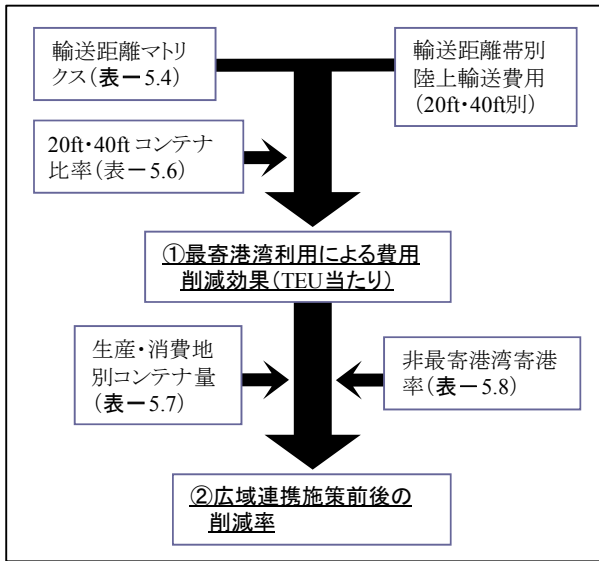 輸送距離マトリ
クス(表－5.4)
輸送距離帯別
陸上輸送費用
(20ft・40ft別)
20ft・40ft コンテナ
比率(表－5.6)
①最寄港湾利用による費用
削減効果(TEU当たり)
生産・消費地
別コンテナ量
(表－5.7)
非最寄港湾寄港
率(表－5.8)
②広域連携施策前後の
削減率